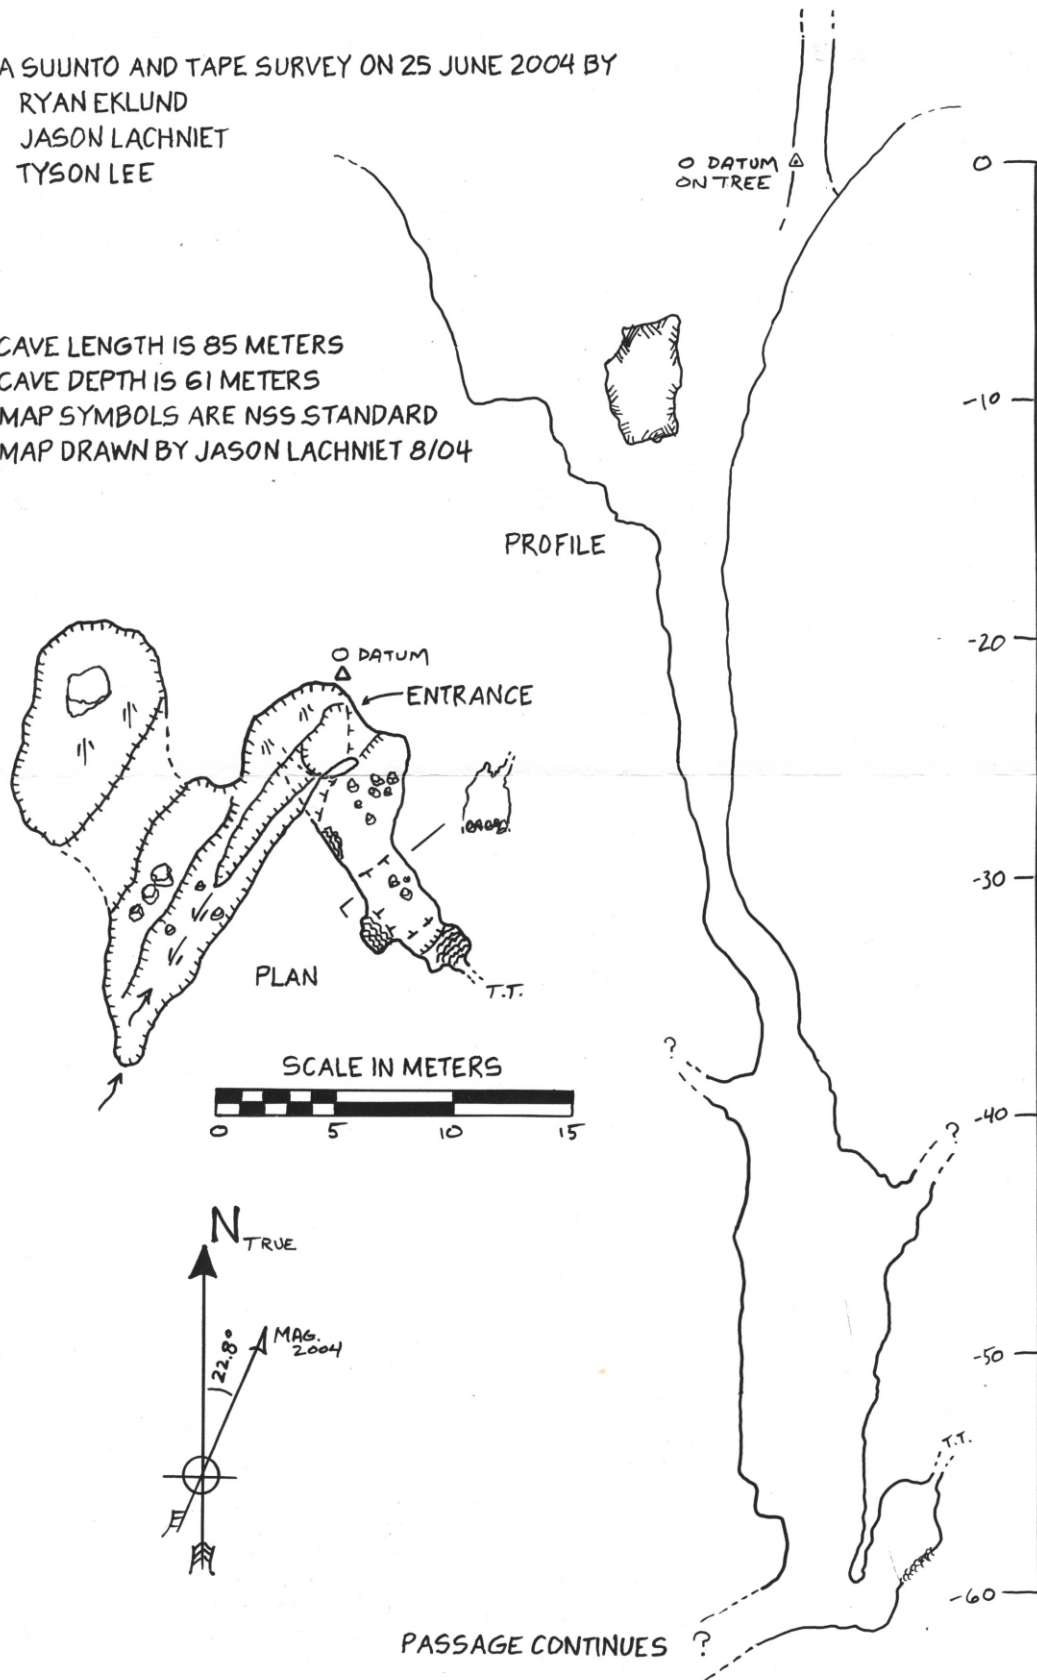 A SUUNTO AND TAPE SURVEY ON 25 JUNE 2004 BY
RYAN EKLUND
JASON LACHNIET
TYSON LEE
CAVE LENGTH IS 85 METERS
CAVE DEPTH IS 61 METERS
MAP SYMBOLS ARE NSS STANDARD
MAP DRAWN BY JASON LACHNIET 8/04
O DATUM
ON TREE
PROFILE
O DATUM
ENTRANCE
PLAN
T.T.
SCALE IN METERS
0 5 10 15
N TRUE
MAG.
2004
22.8°
0
-10
-20
-30
?
-40
?
-50
T.T.
-60
PASSAGE CONTINUES ?